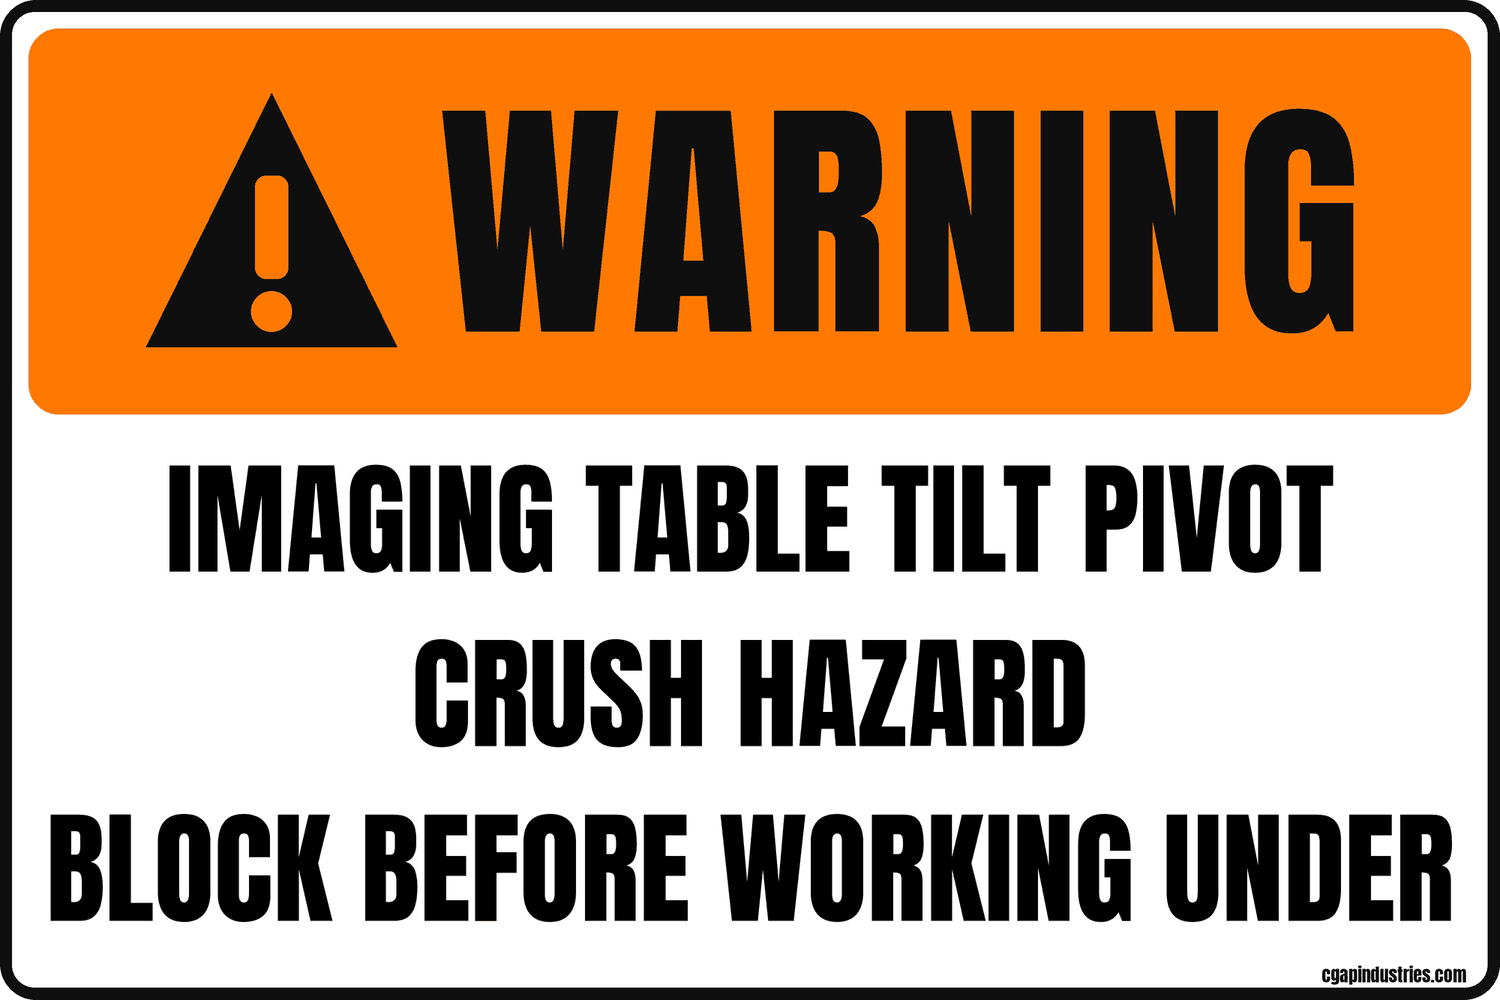 WARNING
IMAGING TABLE TILT PIVOT
CRUSH HAZARD
BLOCK BEFORE WORKING UNDER
cgapindustries.com